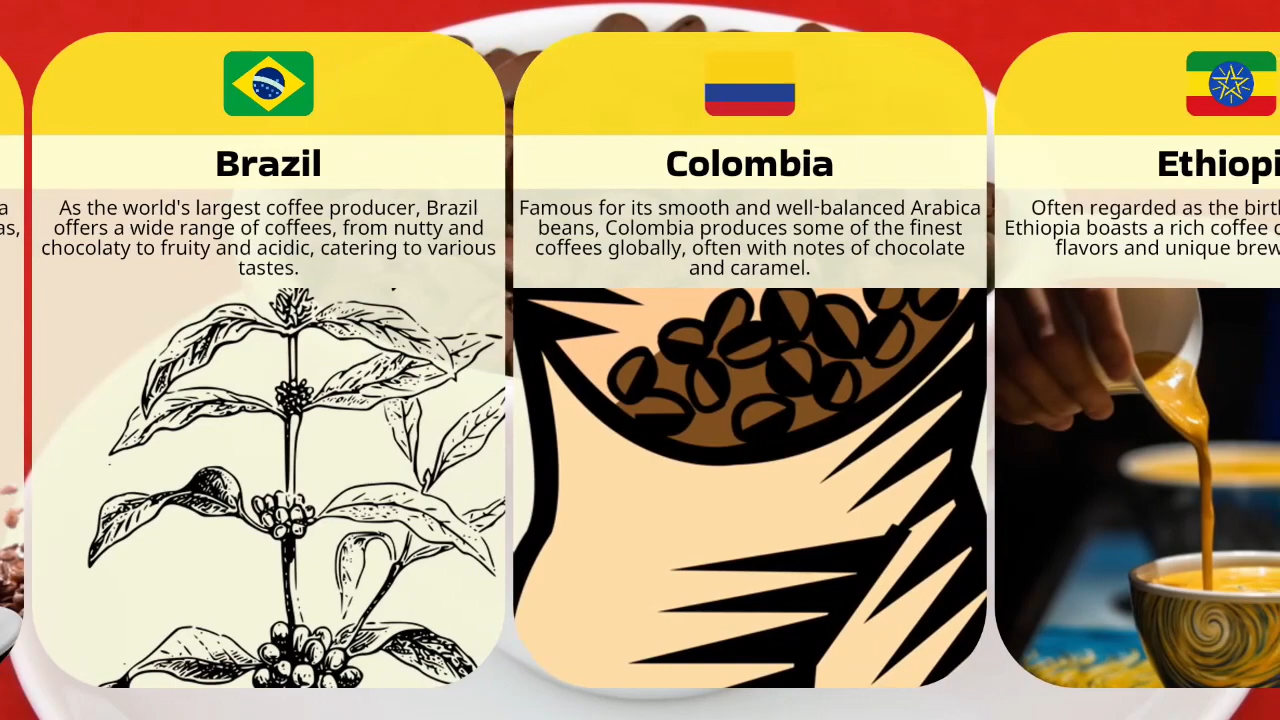 a
as,
Brazil
As the world's largest coffee producer, Brazil
offers a wide range of coffees, from nutty and
chocolaty to fruity and acidic, catering to various
tastes.
Colombia
Famous for its smooth and well-balanced Arabica
beans, Colombia produces some of the finest
coffees globally, often with notes of chocolate
and caramel.
Ethiopi
Often regarded as the birt
Ethiopia boasts a rich coffee
flavors and unique brew